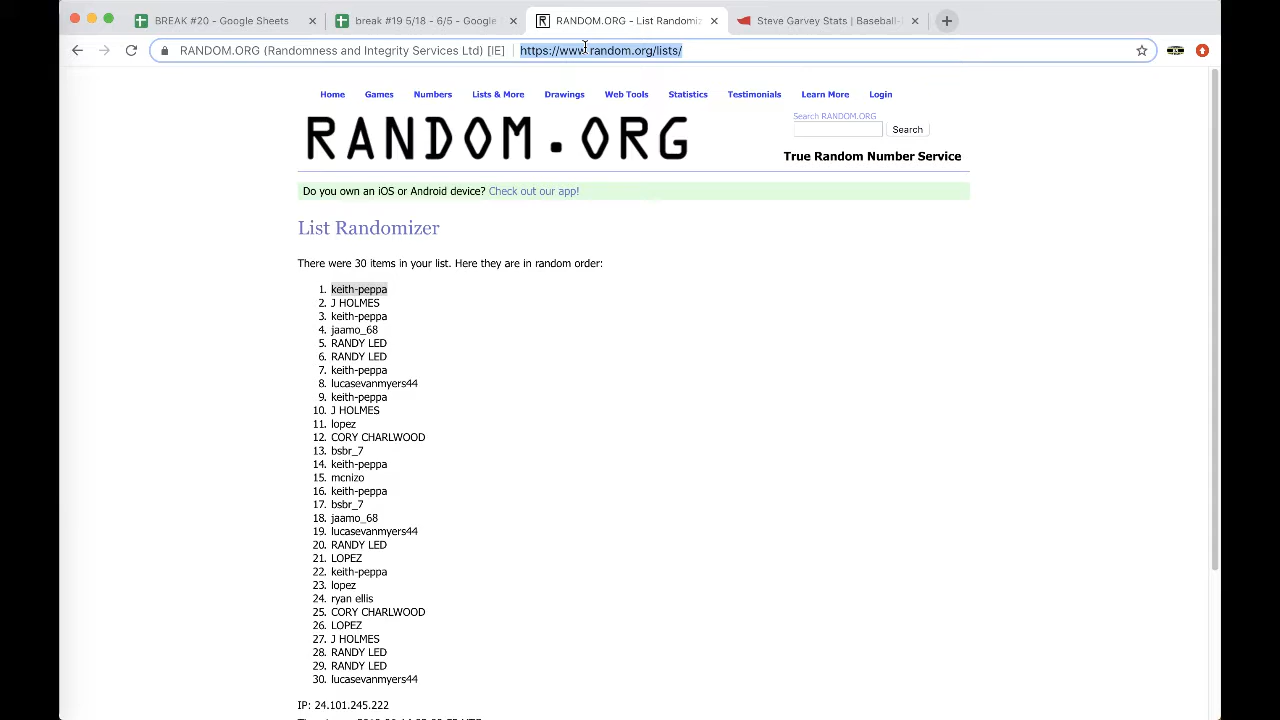 BREAK #20 - Google Sheets
break #19 5/18 - 6/5 - Google
RANDOM.ORG - List Randomiz
Steve Garvey Stats | Baseball-
RANDOM.ORG (Randomness and Integrity Services Ltd) [IE] https://www.random.org/lists/
Home Games Numbers Lists & More Drawings Web Tools Statistics Testimonials Learn More Login
Search RANDOM.ORG
RANDOM.ORG
Search
True Random Number Service
Do you own an iOS or Android device? Check out our app!
List Randomizer
There were 30 items in your list. Here they are in random order:
1. keith-peppa
2. J HOLMES
3. keith-peppa
4. jaamo_68
5. RANDY LED
6. RANDY LED
7. keith-peppa
8. lucasevanmyers44
9. keith-peppa
10. J HOLMES
11. lopez
12. CORY CHARLWOOD
13. bsbr_7
14. keith-peppa
15. mcnizo
16. keith-peppa
17. bsbr_7
18. jaamo_68
19. lucasevanmyers44
20. RANDY LED
21. LOPEZ
22. keith-peppa
23. lopez
24. ryan ellis
25. CORY CHARLWOOD
26. LOPEZ
27. J HOLMES
28. RANDY LED
29. RANDY LED
30. lucasevanmyers44
IP: 24.101.245.222